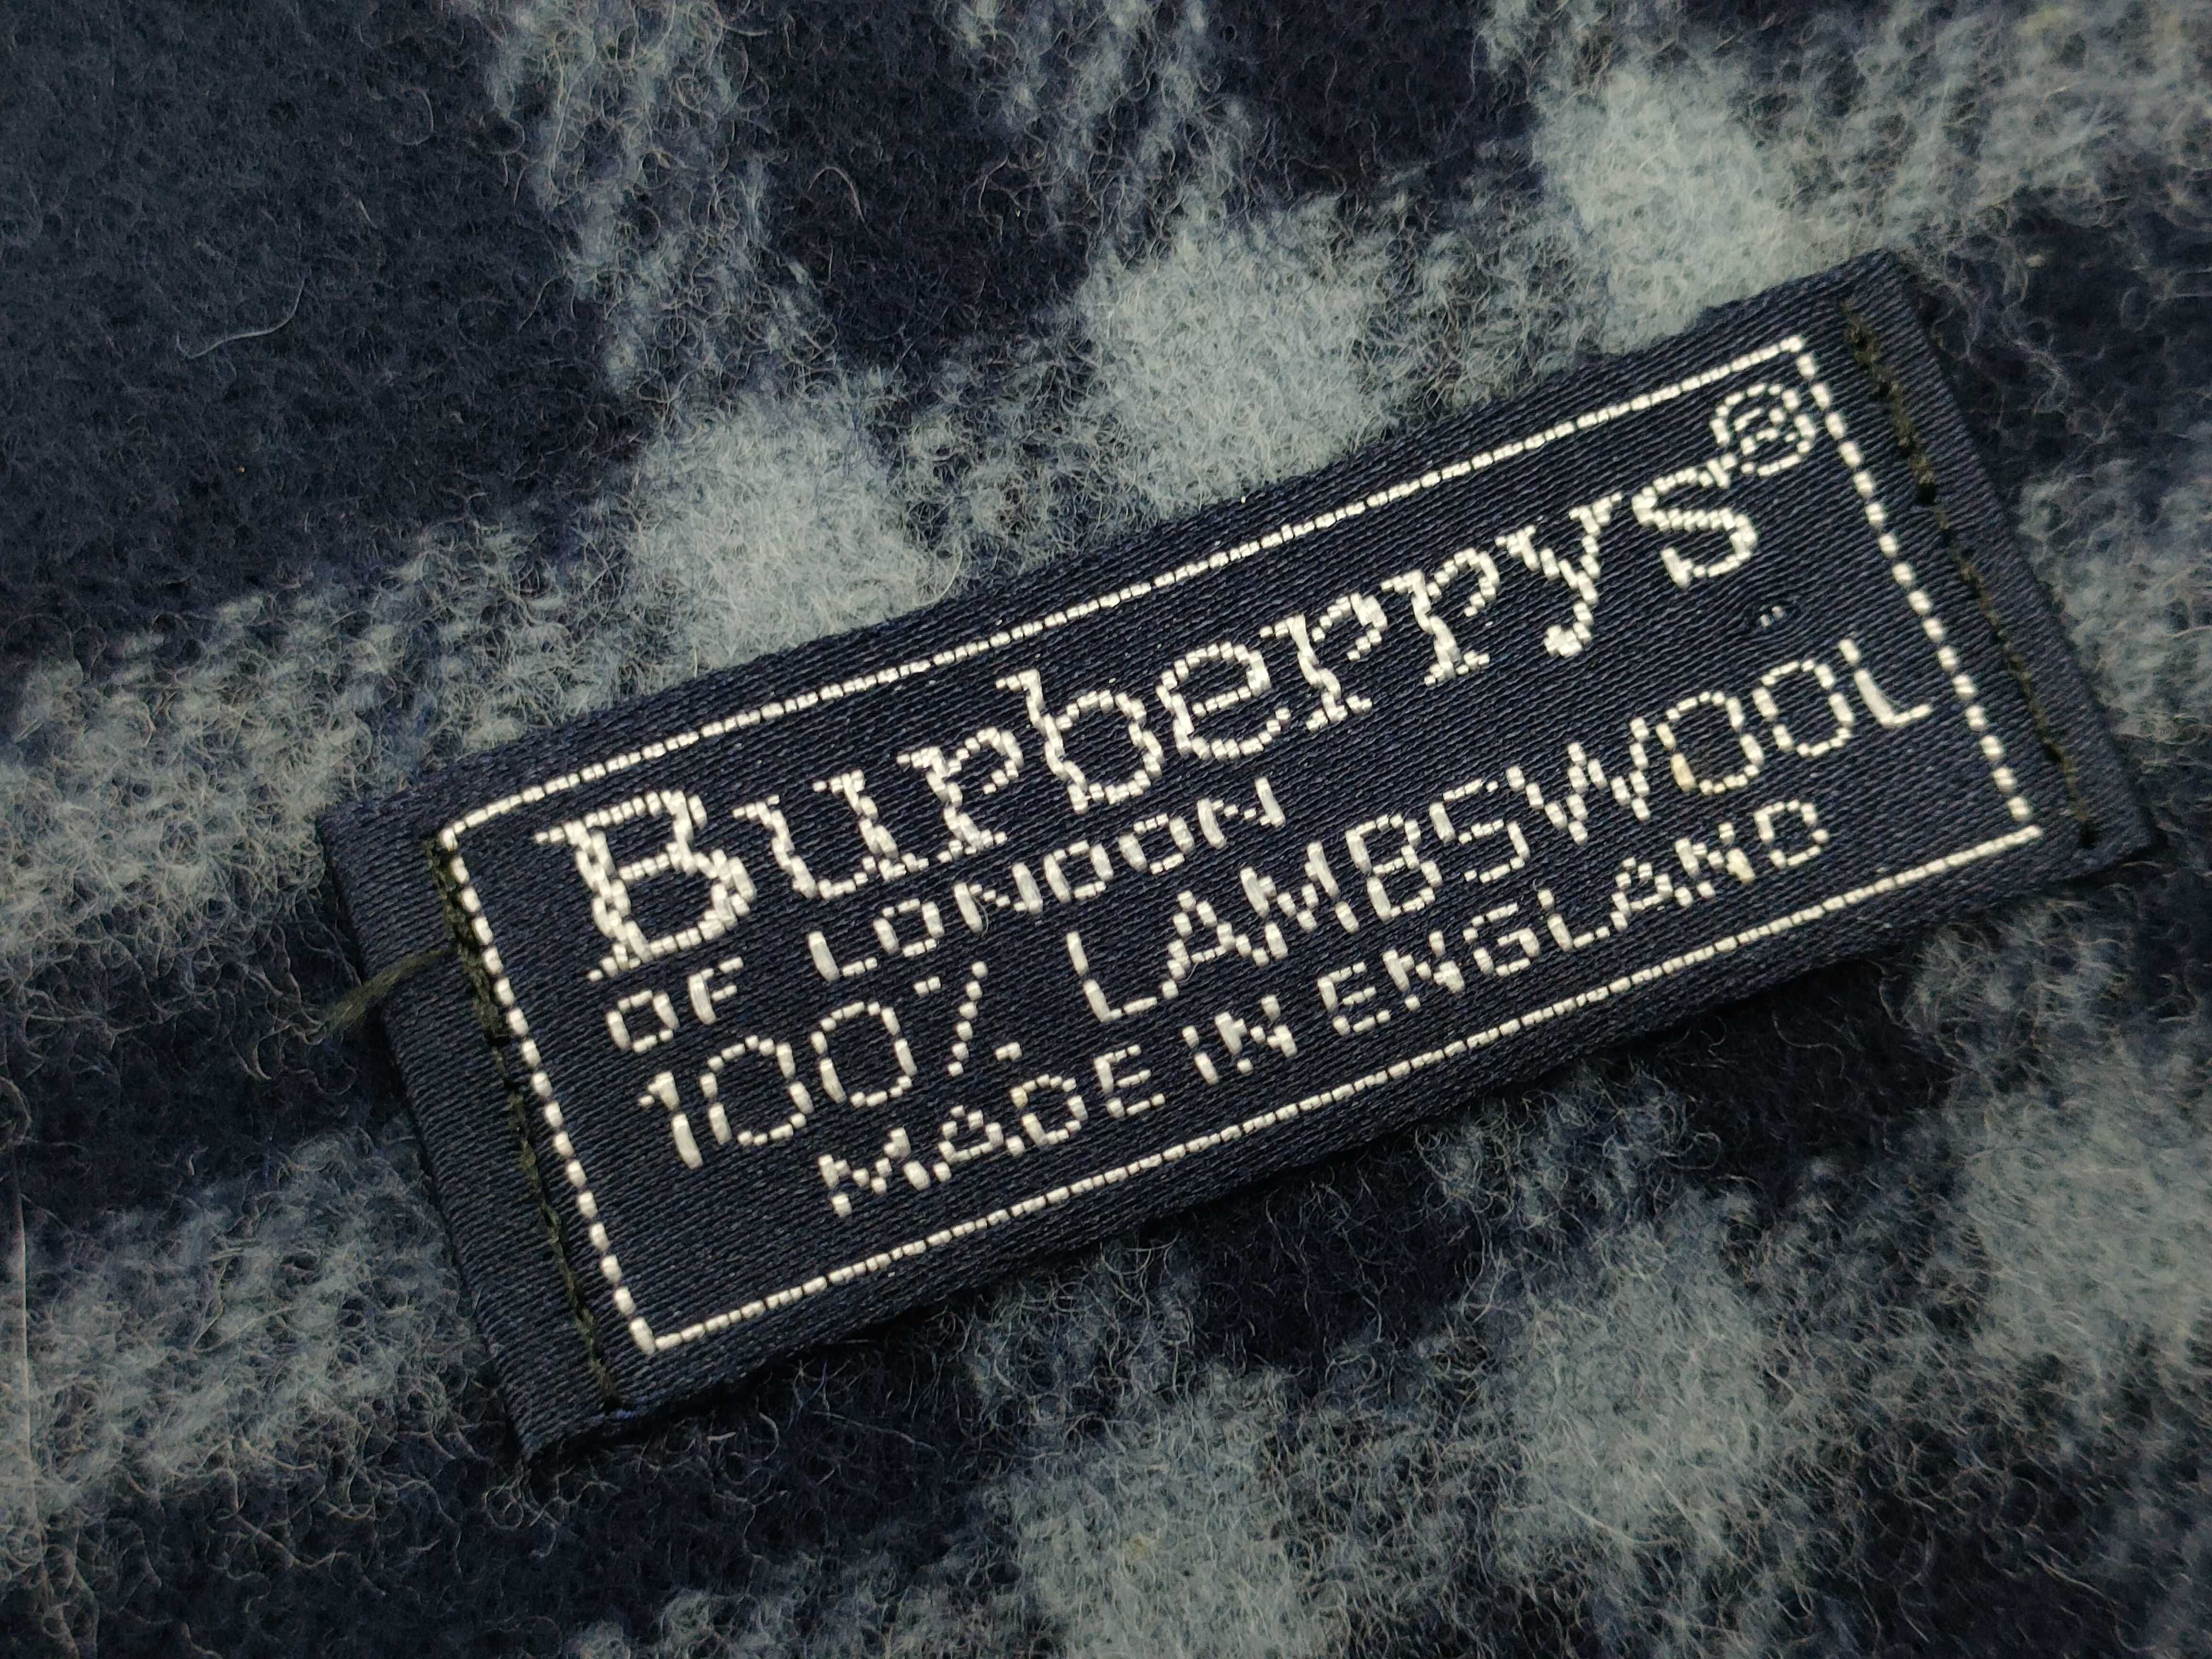 Burberrys®
OF LONDON
100% LAMBSWOOL
MADE IN ENGLAND